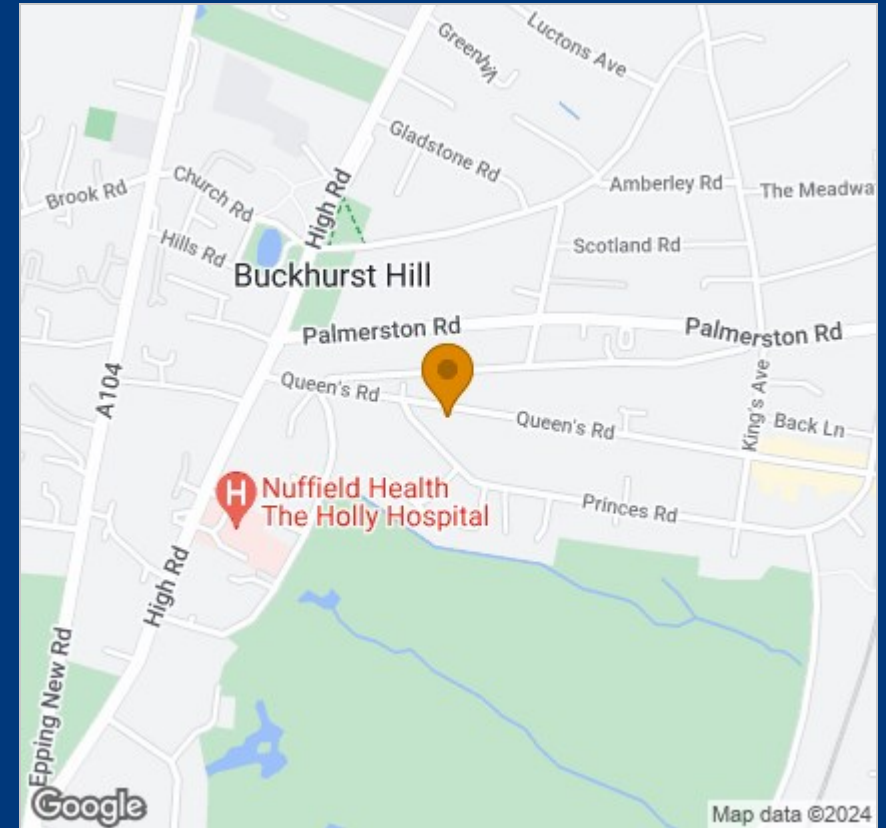 Luctons Ave
Green
Gladstone Rd
Amberley Rd
The Meadwa
Brook Rd
Church Rd
High Rd
Hills Rd
Scotland Rd
Buckhurst Hill
Palmerston Rd
Palmerston Rd
A104
Queen's Rd
Queen's Rd
King's Ave
Back Ln
H
Nuffield Health
The Holly Hospital
Princes Rd
High Rd
Epping New Rd
Google
Map data ©2024